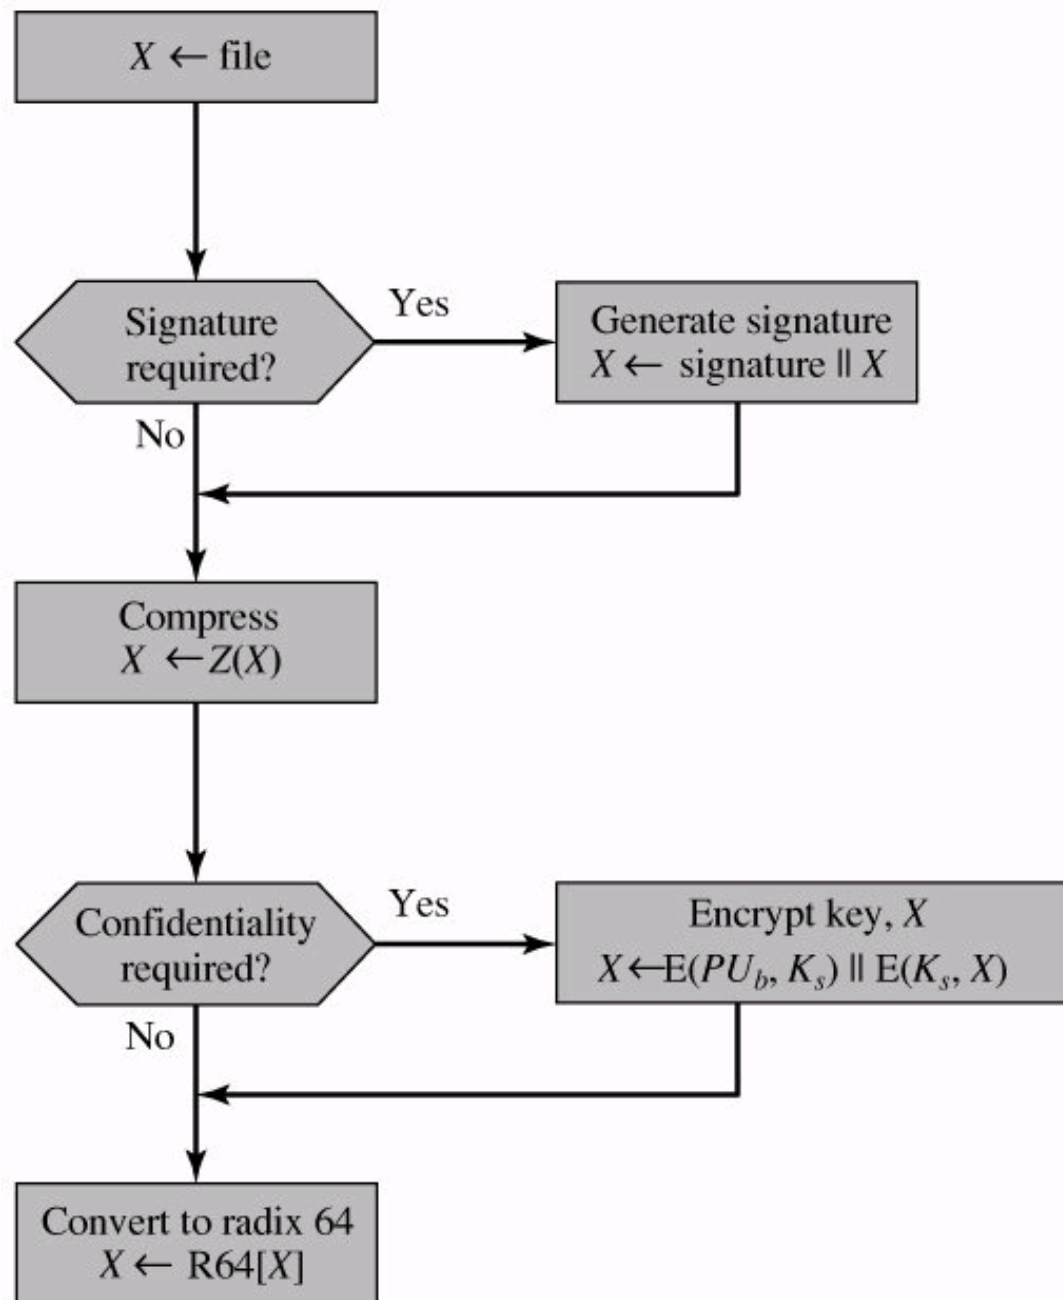 X ← file
Signature
required?
Yes
Generate signature
X ← signature || X
No
Compress
X ← Z(X)
Confidentiality
required?
Yes
Encrypt key, X
X ← E(PU_b, K_s) || E(K_s, X)
No
Convert to radix 64
X ← R64[X]